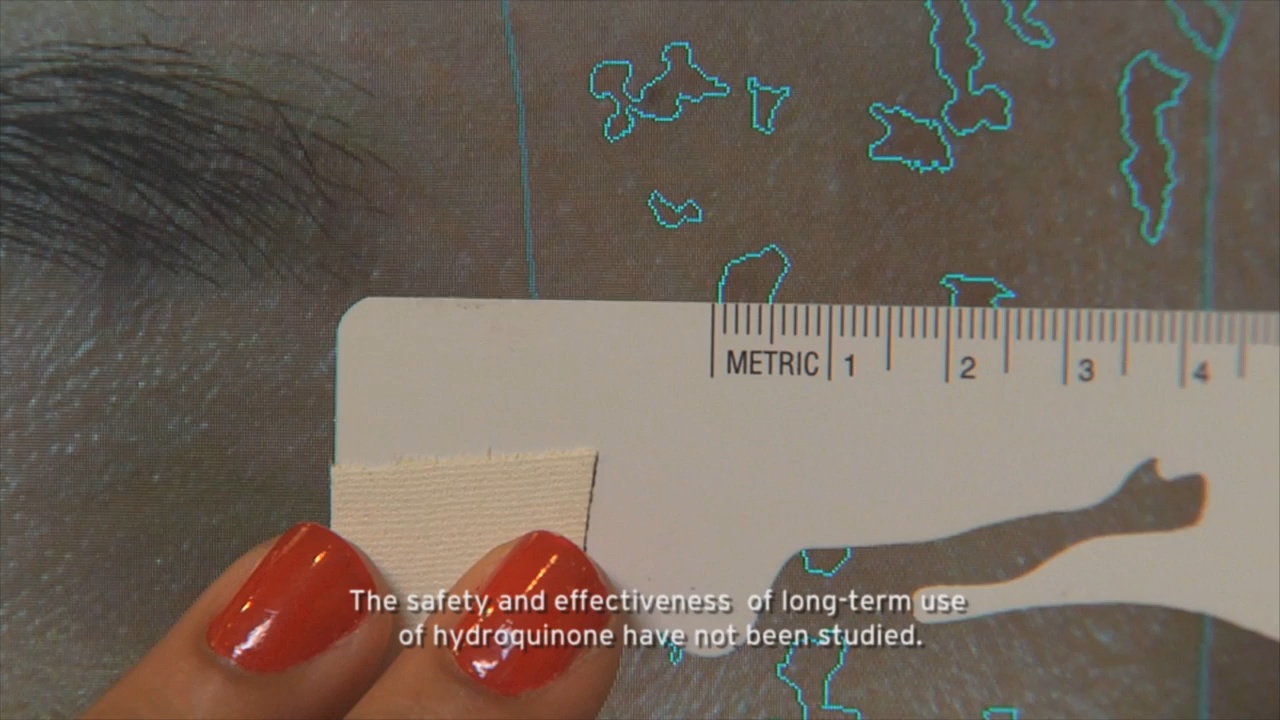 METRIC 1 2 3 4
The safety and effectiveness of long-term use
of hydroquinone have not been studied.